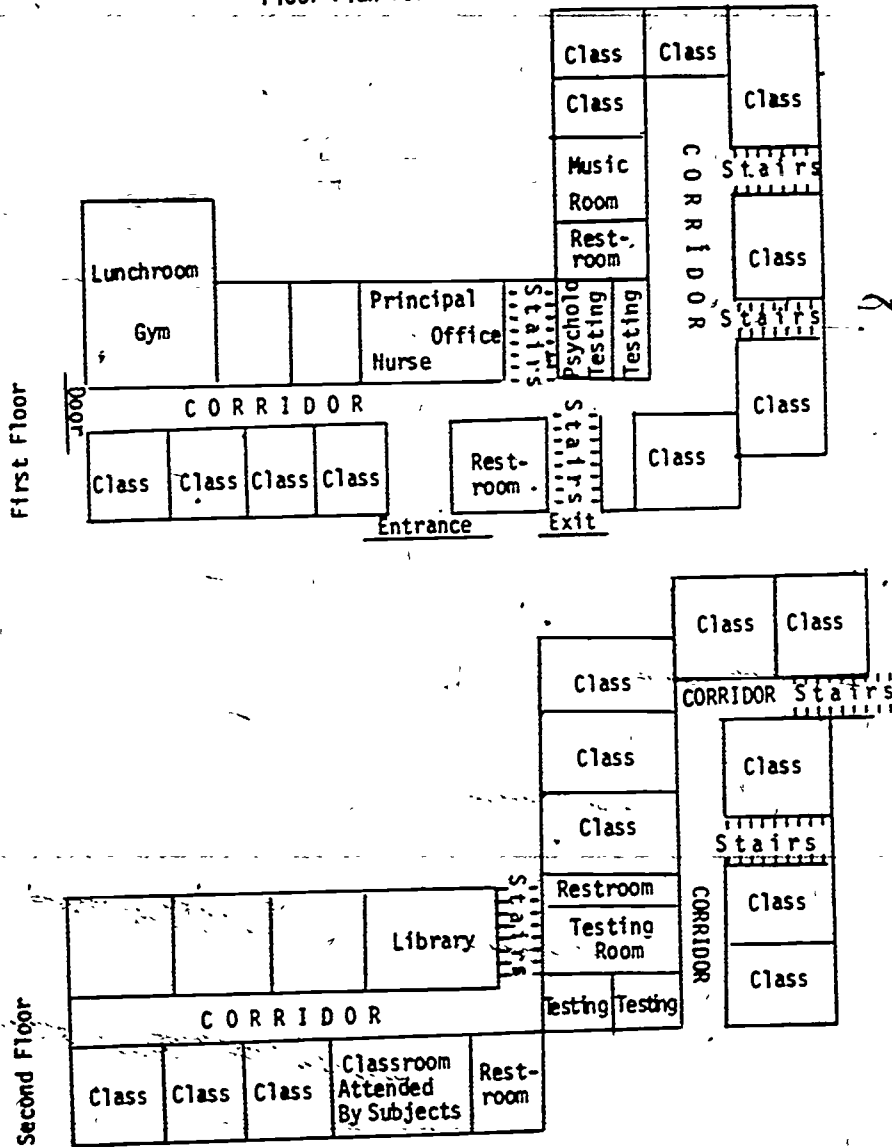 Floor Plan
First Floor
Class
Class
Class
Class
Music
Room
Rest-
room
CORRIDOR
Stairs
Class
Stairs
Class
Lunchroom
Gym
Principal
Office
Nurse
Stairs
Psycholo
Testing
Testing
Door
CORRIDOR
Class
Class
Class
Class
Entrance
Rest-
room
Stairs
Exit
Class
Second Floor
Class
Class
Class
CORRIDOR
Stairs
Class
Class
Class
Stairs
Restroom
Testing
Room
Testing
Testing
CORRIDOR
Class
Class
Library
Stairs
CORRIDOR
Class
Class
Class
Classroom
Attended
By Subjects
Rest-
room